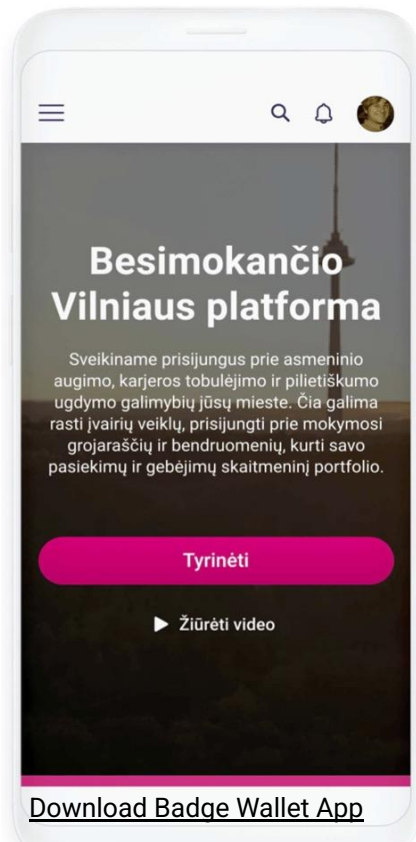 Besimokančio
Vilniaus platforma
Sveikiname prisijungus prie asmeninio
augimo, karjeros tobulėjimo ir pilietiškumo
ugdymo galimybių jūsų mieste. Čia galima
rasti įvairių veiklų, prisijungti prie mokymosi
grojaraščių ir bendruomenių, kurti savo
pasiekimų ir gebėjimų skaitmeninį portfolio.
Tyrinėti
Žiūrėti video
Download Badge Wallet App